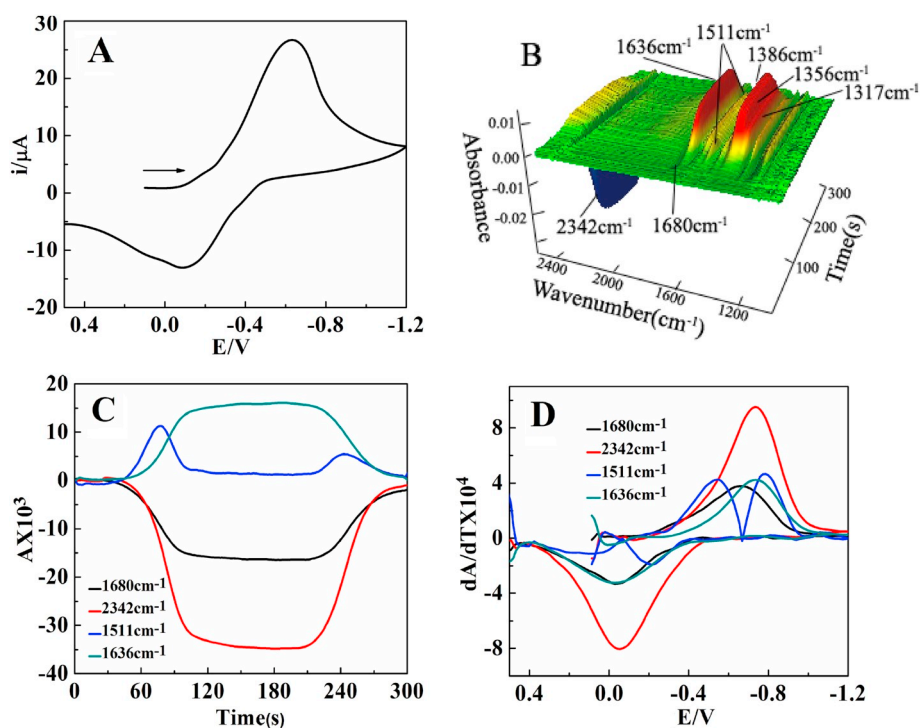 A
30
20
10
0
-10
-20
i/μA
0.4
0.0
-0.4
-0.8
-1.2
E/V
B
1636cm-1
1511cm-1
1386cm-1
1356cm-1
1317cm-1
0.01
0.00
-0.01
-0.02
Absorbance
2342cm-1
1680cm-1
2400
2000
1600
1200
Wavenumber(cm-1)
300
200
100
Time(s)
C
20
10
0
-10
-20
-30
-40
AX10³
1680cm-1
2342cm-1
1511cm-1
1636cm-1
0
60
120
180
240
300
Time(s)
D
8
4
0
-4
-8
dA/dTX10⁴
1680cm-1
2342cm-1
1511cm-1
1636cm-1
0.4
0.0
-0.4
-0.8
-1.2
E/V